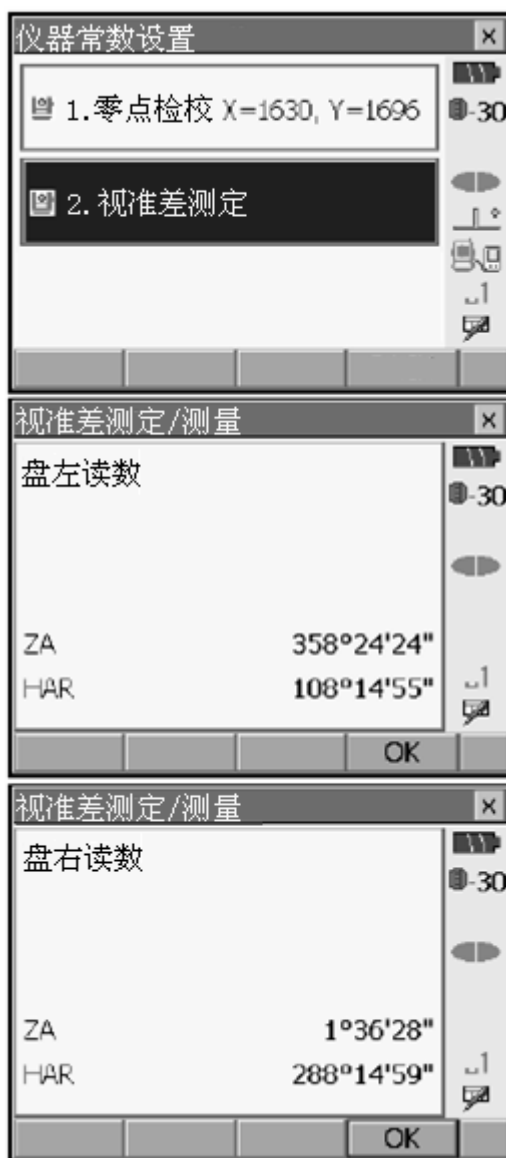 仪器常数设置
1.零点检校 X=1630, Y=1696
-30
2.视准差测定
1
视准差测定/测量
盘左读数
-30
ZA 358°24'24"
HAR 108°14'55"
1
OK
视准差测定/测量
盘右读数
-30
ZA 1°36'28"
HAR 288°14'59"
1
OK